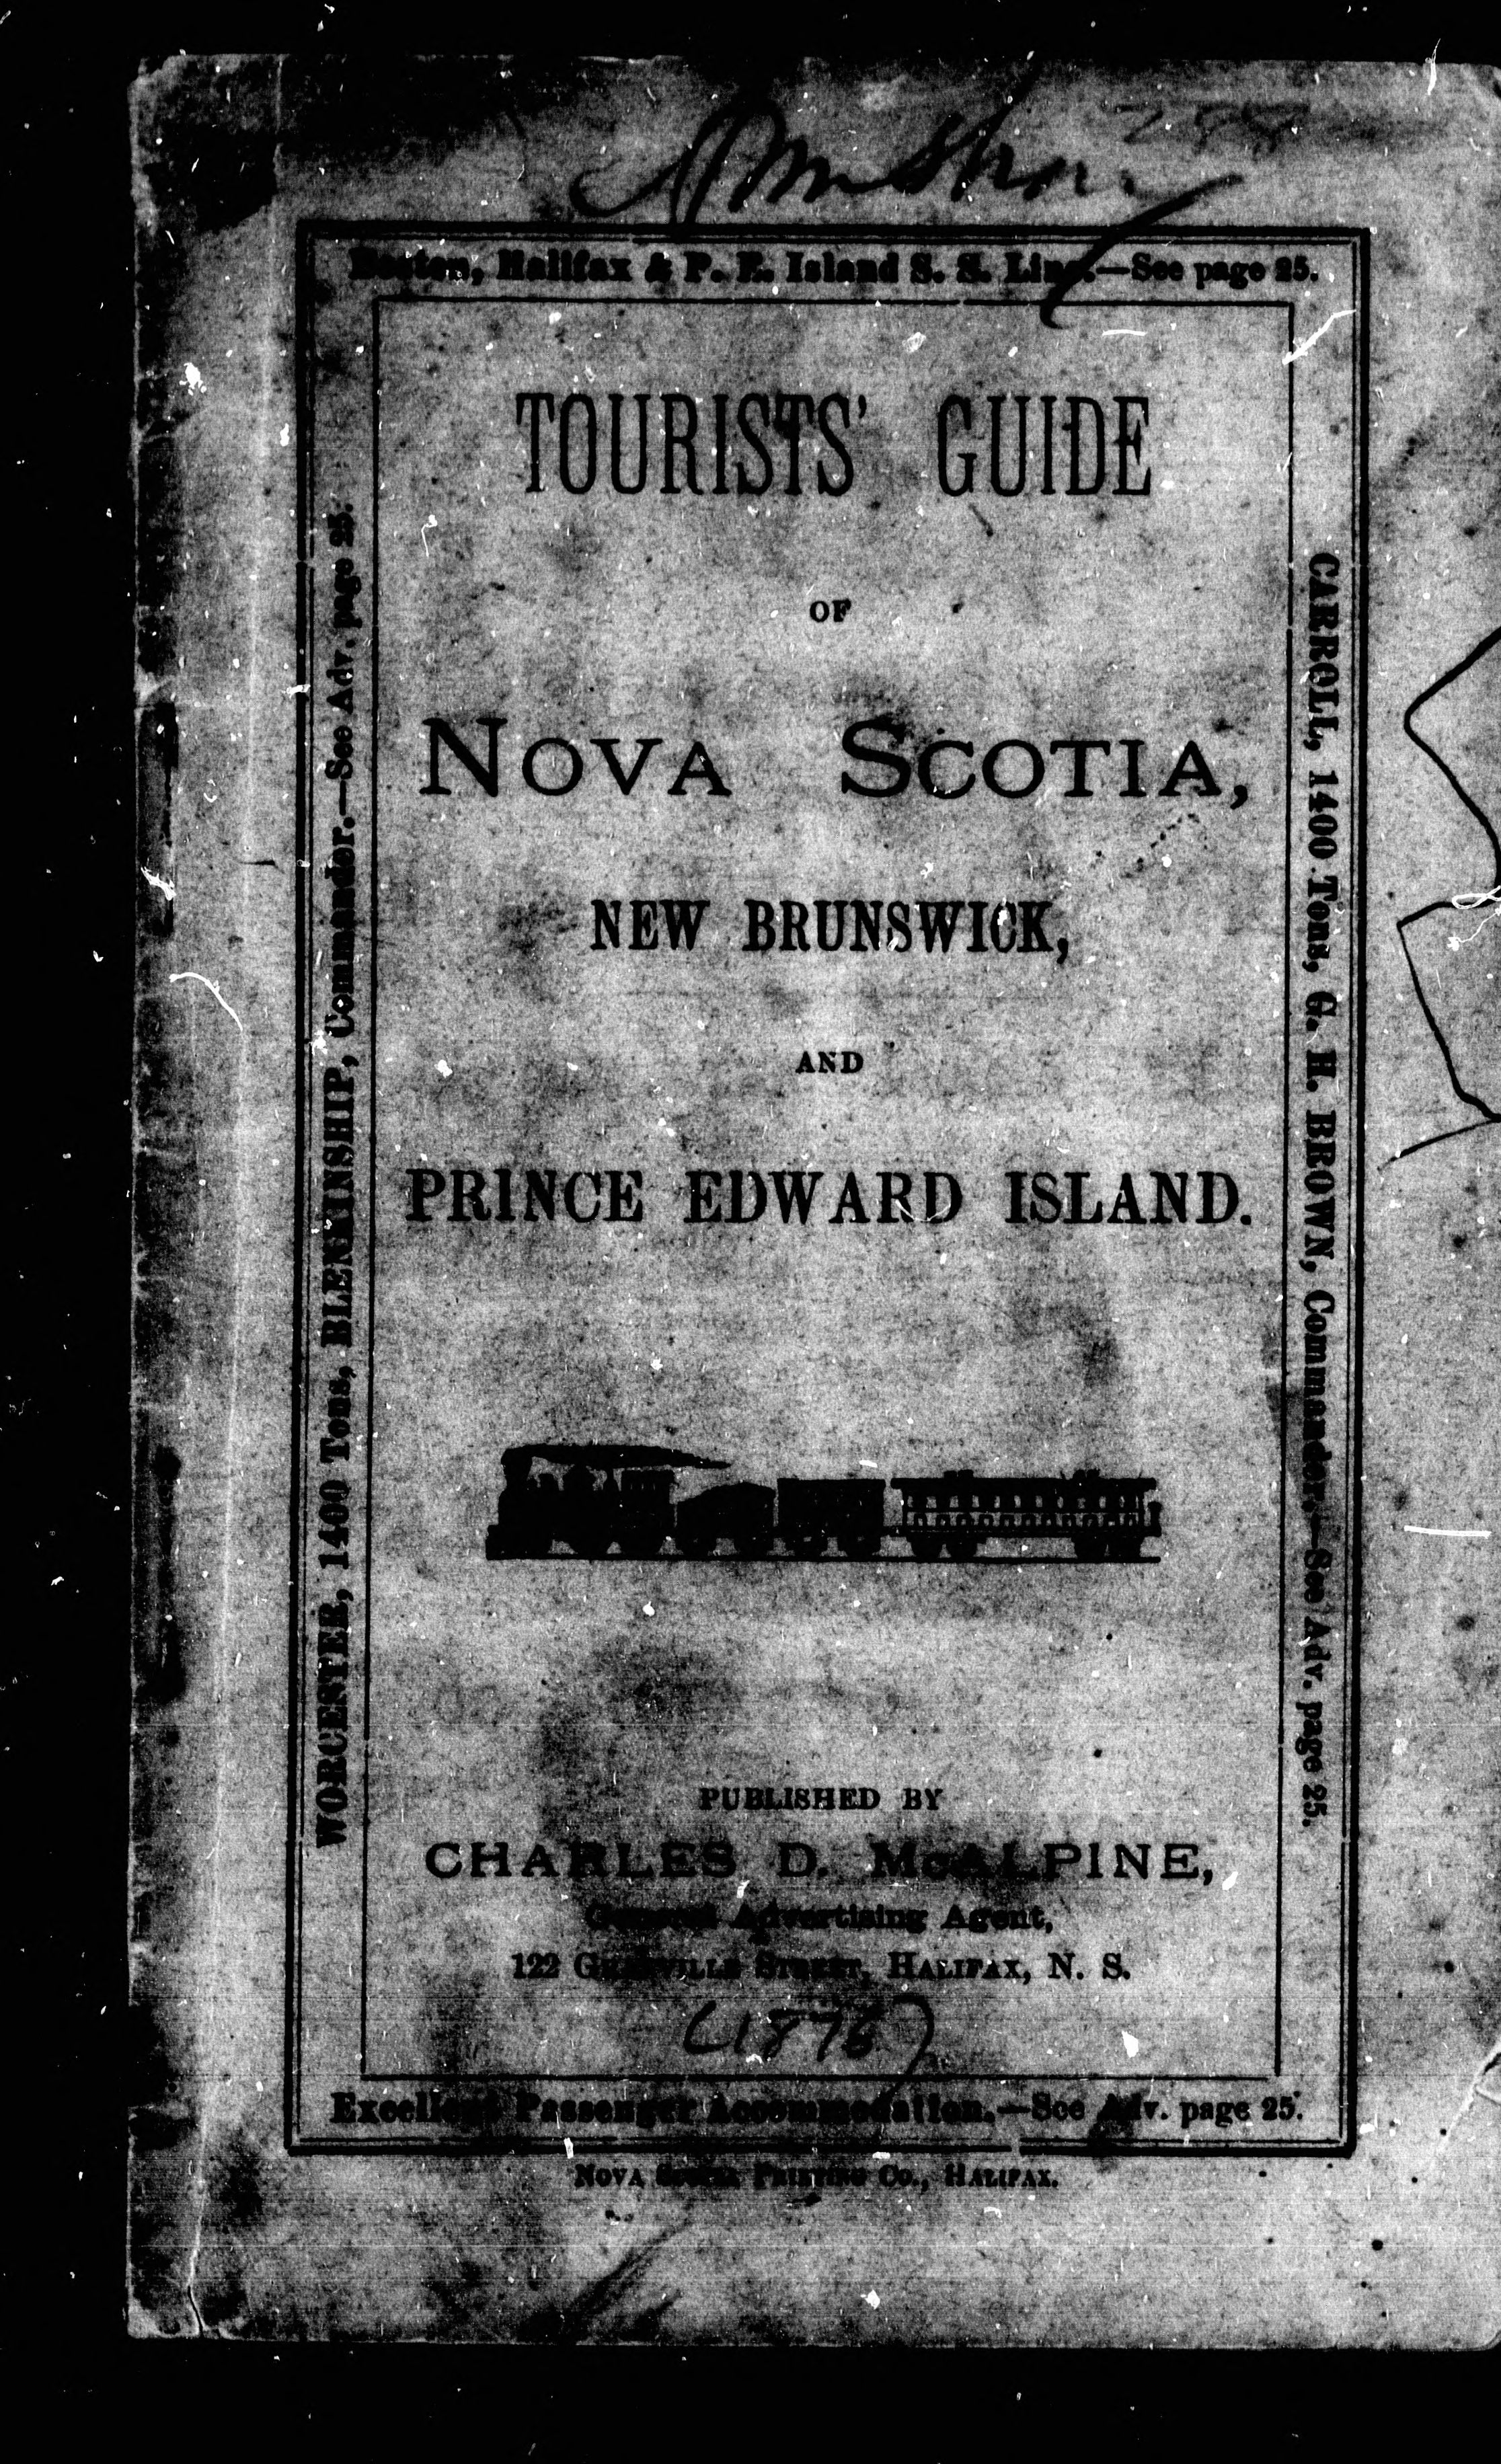 288
Boston, Halifax & P. E. Island S. S. Line.—See page 25.
WORCESTER, 1400 Tons, BLENKINSHIP, Commander.—See Adv. page 25.
CARROLL, 1400 Tons, G. H. BROWN, Commander.—See Adv. page 25.
TOURISTS' GUIDE
OF
NOVA SCOTIA,
NEW BRUNSWICK,
AND
PRINCE EDWARD ISLAND.
PUBLISHED BY
CHARLES D. McALPINE,
General Advertising Agent,
122 GRANVILLE STREET, HALIFAX, N. S.
(1876)
Excellent Passenger Accommodation.—See Adv. page 25.
NOVA SCOTIA PRINTING CO., HALIFAX.